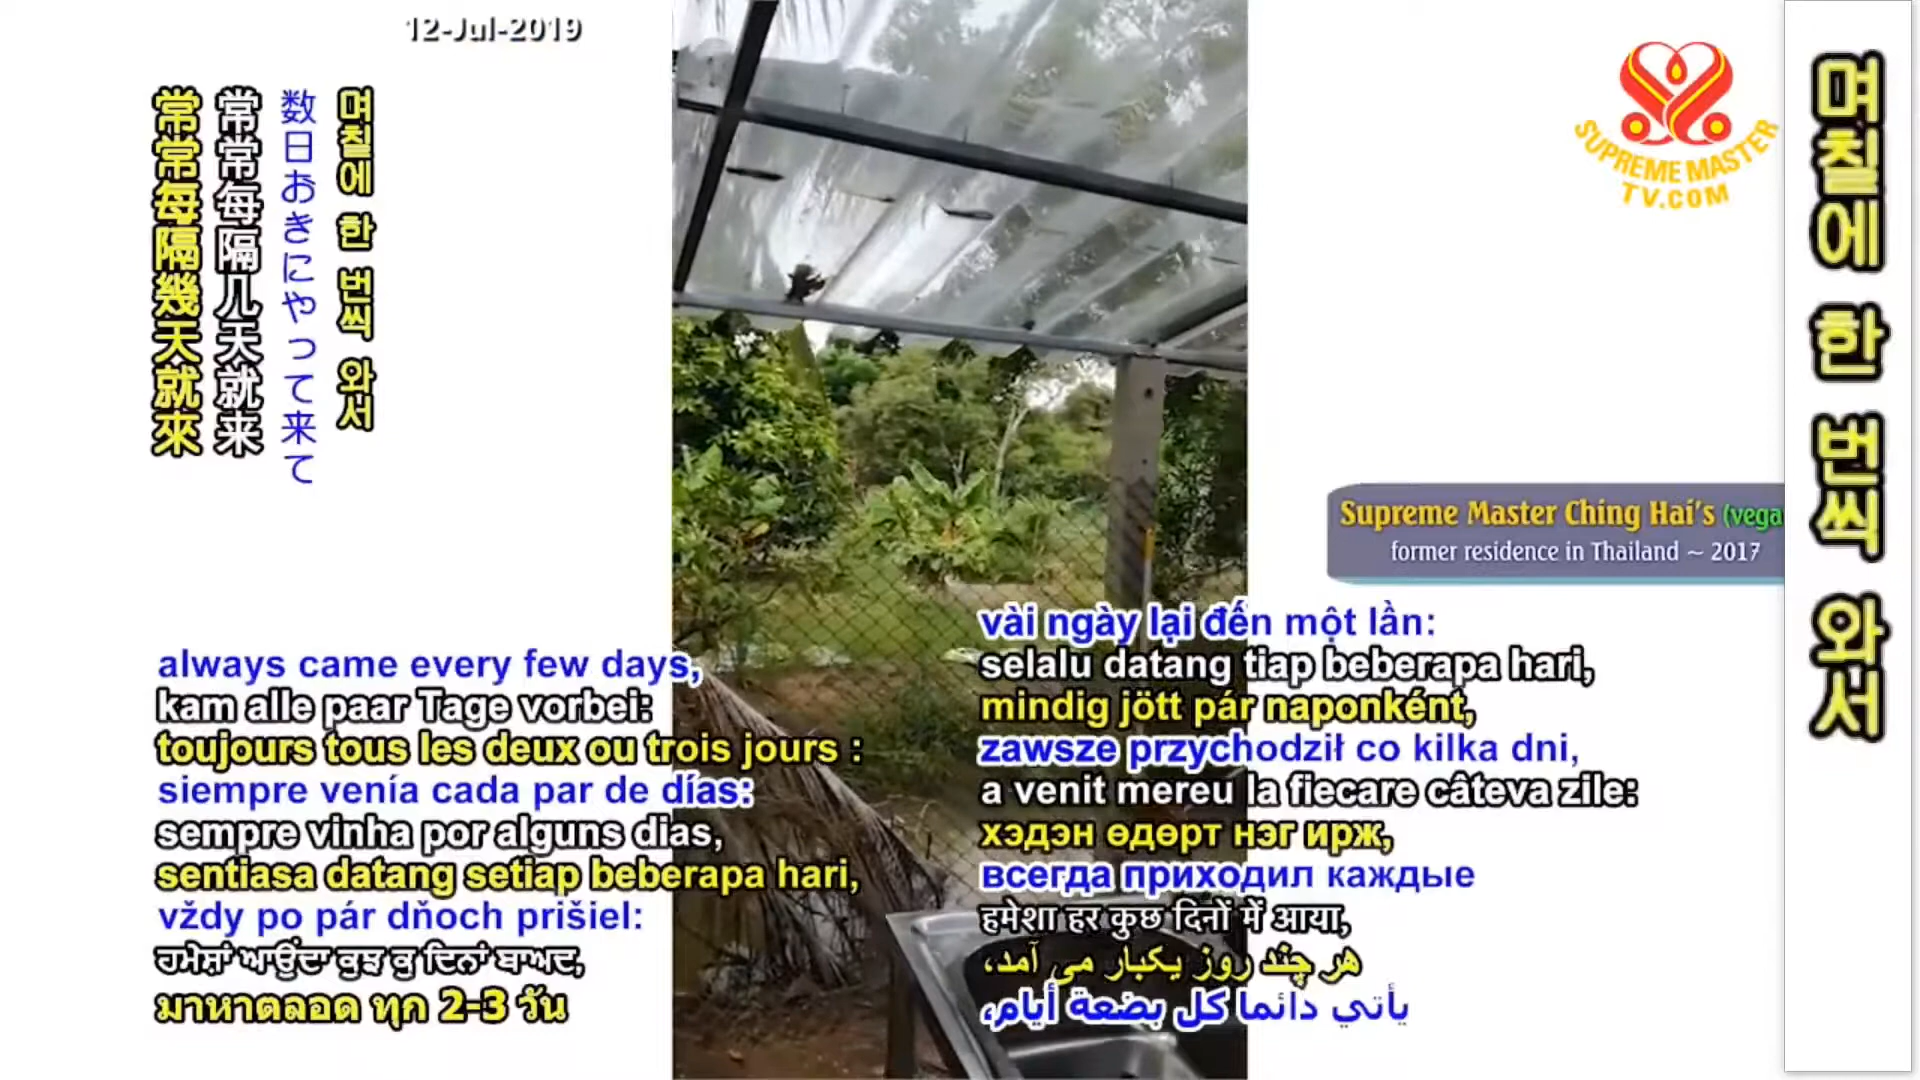 12-Jul-2019
常常每隔幾天就來
常常每隔几天就来
数日おきにやって来て
며칠에 한 번씩 와서
SUPREME MASTER
TV.COM
며칠에 한 번씩 와서
Supreme Master Ching Hai's (vega
former residence in Thailand ~ 2017
always came every few days,
kam alle paar Tage vorbei:
toujours tous les deux ou trois jours :
siempre venía cada par de días:
sempre vinha por alguns dias,
sentiasa datang setiap beberapa hari,
vždy po pár dňoch prišiel:
ਹਮੇਸ਼ਾਂ ਆਉਂਦਾ ਕੁਝ ਕੁ ਦਿਨਾਂ ਬਾਅਦ,
มาหาตลอด ทุก 2-3 วัน
vài ngày lại đến một lần:
selalu datang tiap beberapa hari,
mindig jött pár naponként,
zawsze przychodził co kilka dni,
a venit mereu la fiecare câteva zile:
хэдэн өдөрт нэг ирж,
всегда приходил каждые
हमेशा हर कुछ दिनों में आया,
هر چند روز یکبار می آمد،
يأتي دائما كل بضعة أيام،